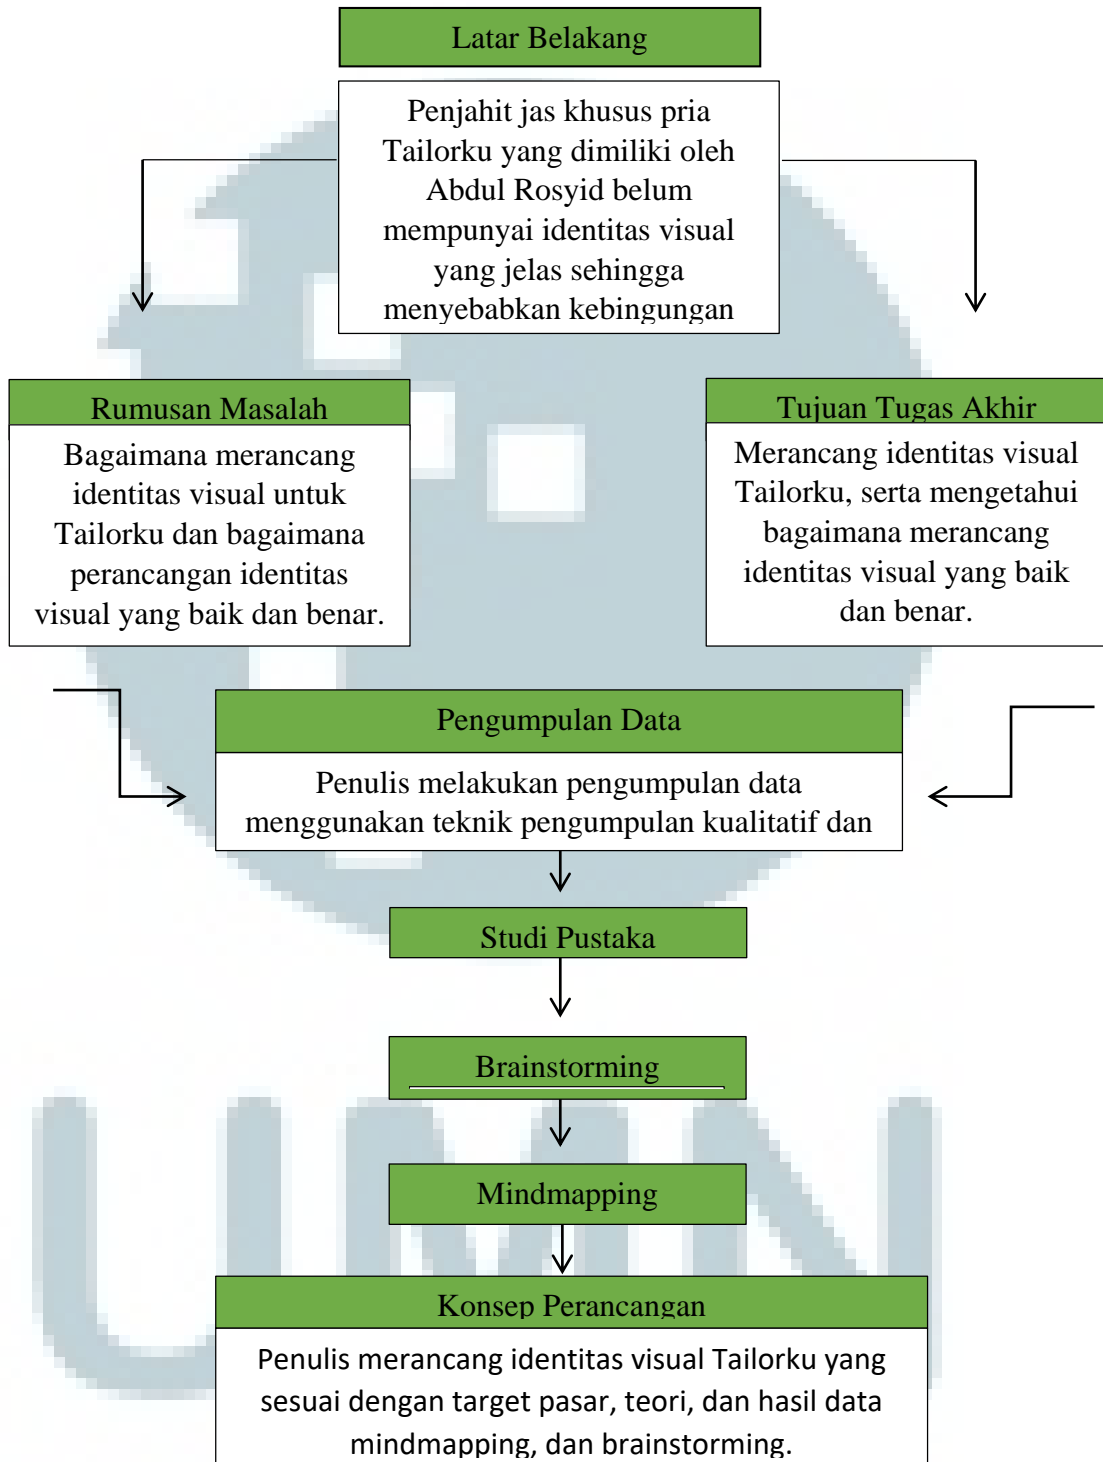 Latar Belakang
Penjahit jas khusus pria
Tailorku yang dimiliki oleh
Abdul Rosyid belum
mempunyai identitas visual
yang jelas sehingga
menyebabkan kebingungan
Rumusan Masalah
Bagaimana merancang
identitas visual untuk
Tailorku dan bagaimana
perancangan identitas
visual yang baik dan benar.
Tujuan Tugas Akhir
Merancang identitas visual
Tailorku, serta mengetahui
bagaimana merancang
identitas visual yang baik
dan benar.
Pengumpulan Data
Penulis melakukan pengumpulan data
menggunakan teknik pengumpulan kualitatif dan
Studi Pustaka
Brainstorming
Mindmapping
Konsep Perancangan
Penulis merancang identitas visual Tailorku yang
sesuai dengan target pasar, teori, dan hasil data
mindmapping, dan brainstorming.
UMN